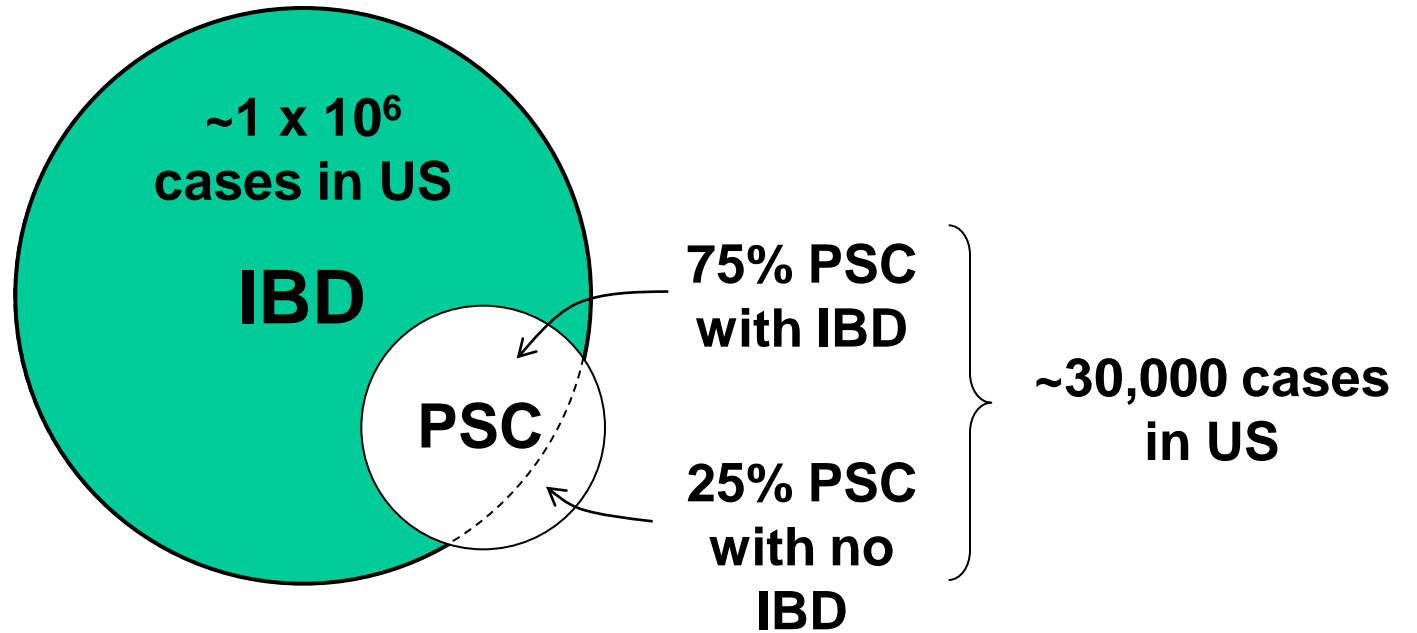 ~1 x 10⁶
cases in US
IBD
PSC
75% PSC
with IBD
25% PSC
with no
IBD
~30,000 cases
in US